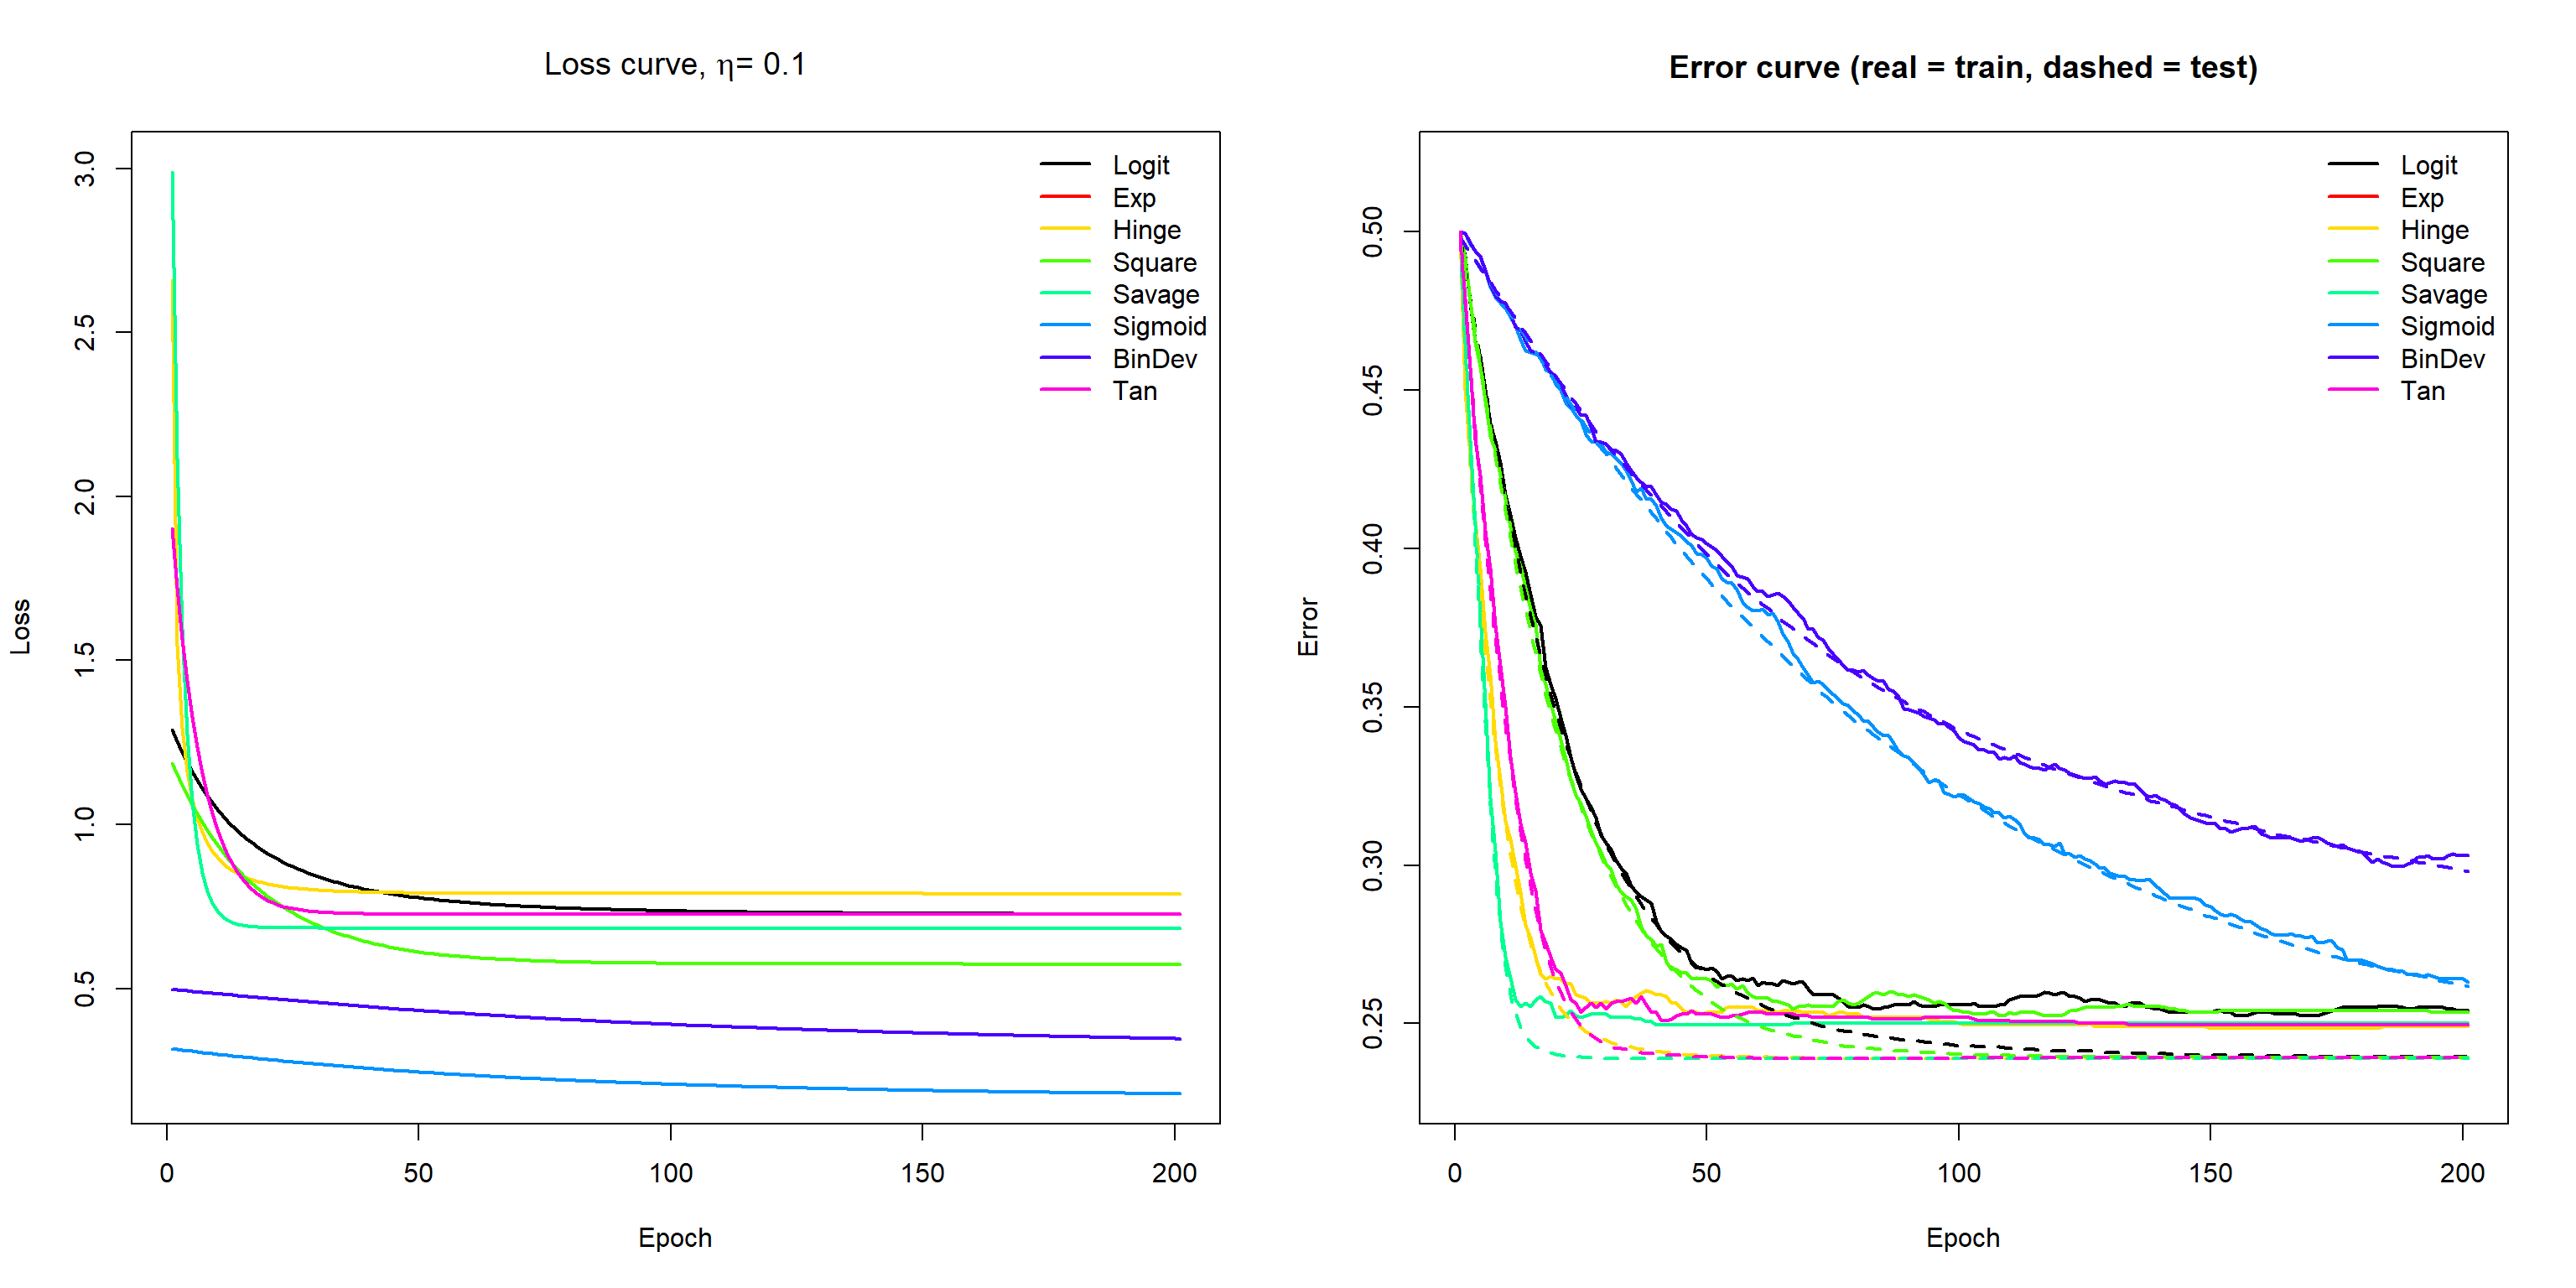 Loss curve, η= 0.1
3.0
2.5
2.0
1.5
1.0
0.5
Loss
0 50 100 150 200
Epoch
Logit
Exp
Hinge
Square
Savage
Sigmoid
BinDev
Tan
Error curve (real = train, dashed = test)
0.50
0.45
0.40
0.35
0.30
0.25
Error
0 50 100 150 200
Epoch
Logit
Exp
Hinge
Square
Savage
Sigmoid
BinDev
Tan